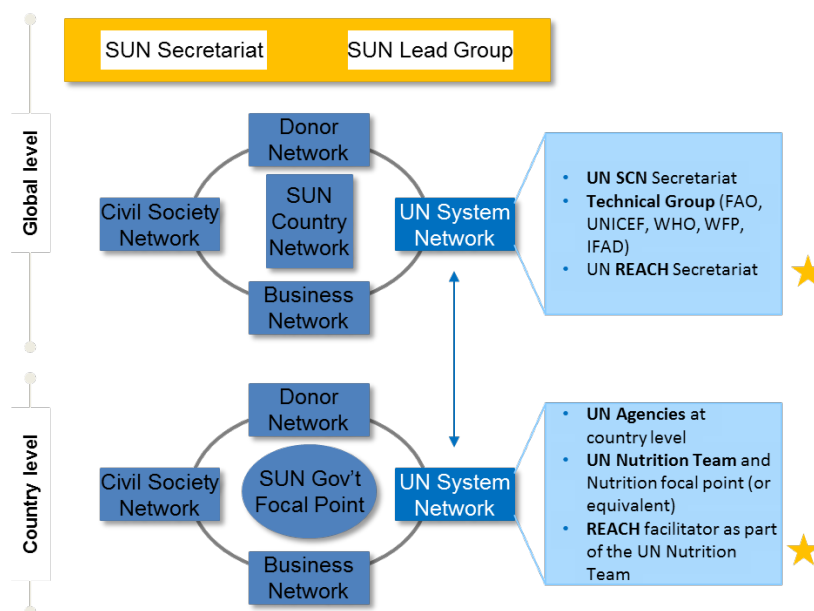 SUN Secretariat
SUN Lead Group
Global level
Donor
Network
Civil Society
Network
SUN
Country
Network
UN System
Network
Business
Network
• UN SCN Secretariat
• Technical Group (FAO,
UNICEF, WHO, WFP,
IFAD)
• UN REACH Secretariat
Country level
Donor
Network
Civil Society
Network
SUN Gov’t
Focal Point
UN System
Network
Business
Network
• UN Agencies at
country level
• UN Nutrition Team and
Nutrition focal point (or
equivalent)
• REACH facilitator as part
of the UN Nutrition
Team